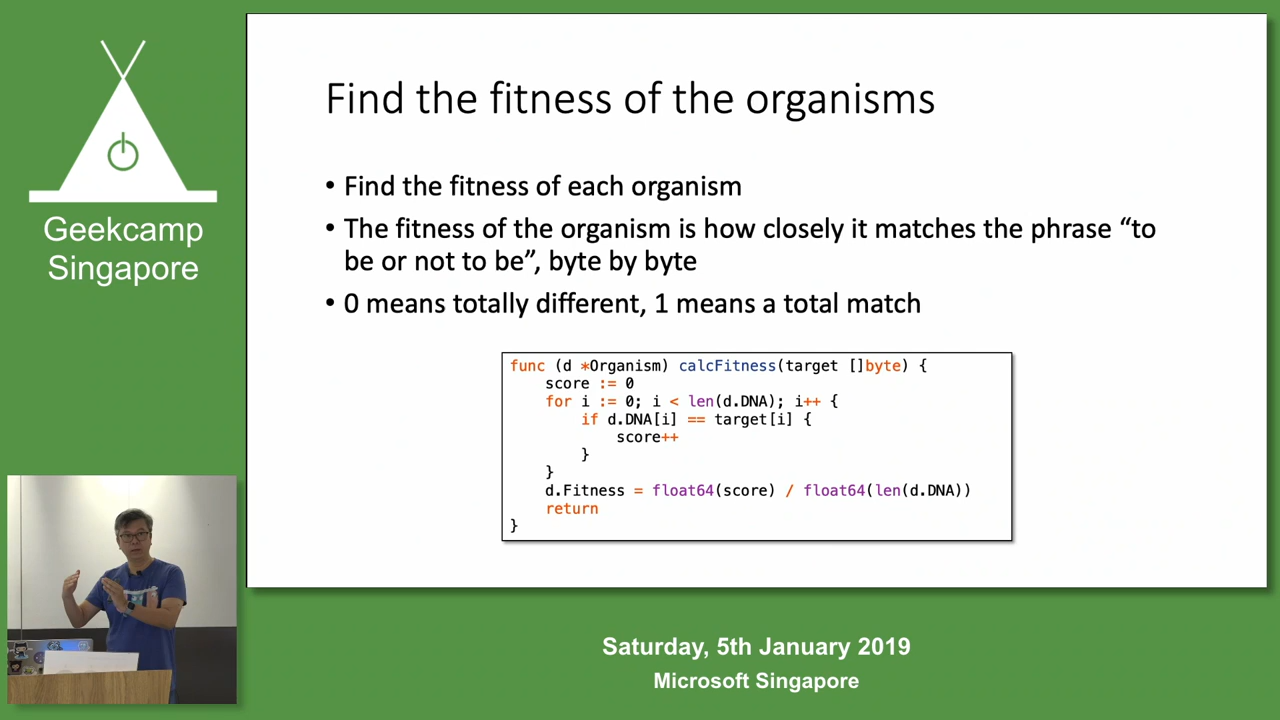 Geekcamp
Singapore
Find the fitness of the organisms
• Find the fitness of each organism
• The fitness of the organism is how closely it matches the phrase “to
be or not to be”, byte by byte
• 0 means totally different, 1 means a total match
func (d *Organism) calcFitness(target []byte) {
    score := 0
    for i := 0; i < len(d.DNA); i++ {
        if d.DNA[i] == target[i] {
            score++
        }
    }
    d.Fitness = float64(score) / float64(len(d.DNA))
    return
}
Saturday, 5th January 2019
Microsoft Singapore